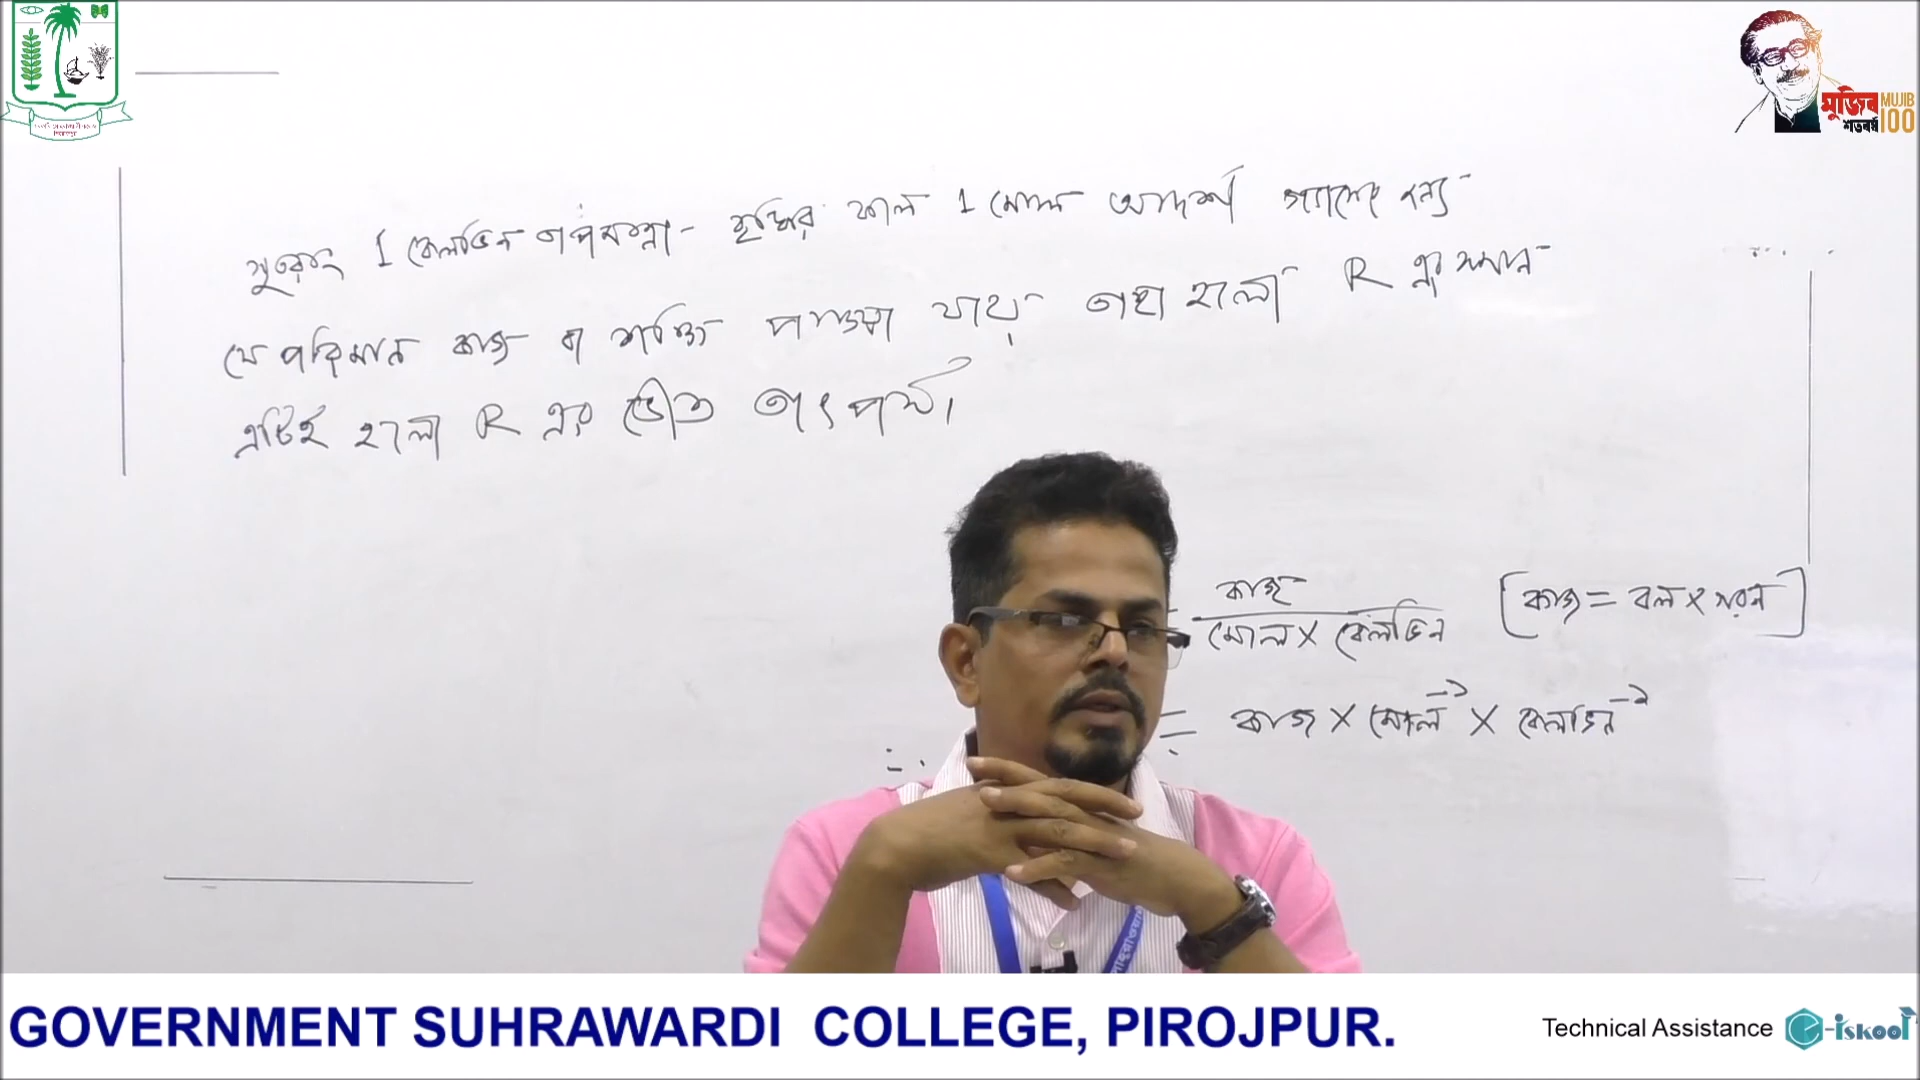 মুজিব MUJIB
শতবর্ষ 100
সুতরাং 1 কেলভিন তাপমাত্রা বৃদ্ধির ফলে 1 মোল আদর্শ গ্যাসের জন্য
যে পরিমান কাজ বা শক্তি পাওয়া যায় তাহা হলো R এর সমান
এটিই হলো R এর ভৌত তাৎপর্য।
= কাজ / মোল × কেলভিন [কাজ = বল × সরন]
= কাজ × মোল⁻¹ × কেলভিন⁻¹
GOVERNMENT SUHRAWARDI COLLEGE, PIROJPUR.
Technical Assistance e-iskool